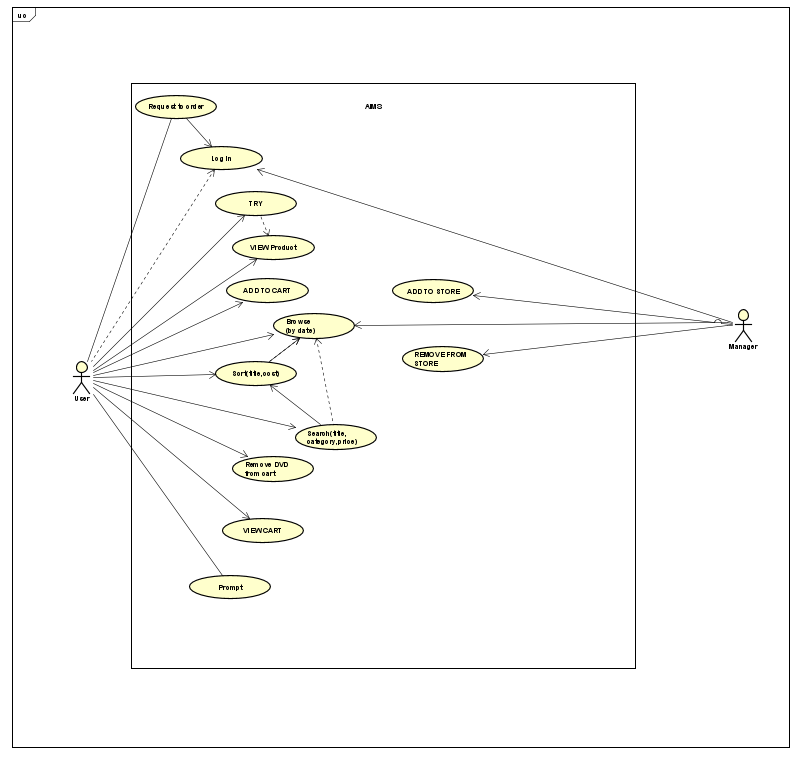 uc
AIMS
Request to order
Log in
TRY
VIEW Product
ADD TO CART
ADD TO STORE
Browse
(by date)
Manager
REMOVE FROM
STORE
Sort(title,cost)
User
Search(title,
category,price)
Remove DVD
from cart
VIEW CART
Prompt